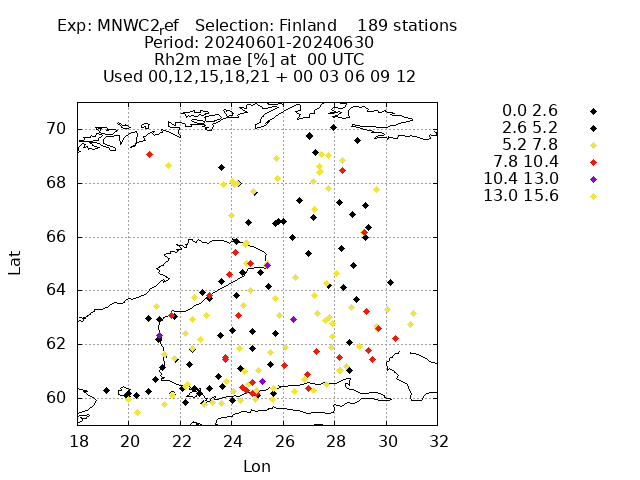 Exp: MNWC2ref   Selection: Finland    189 stations
Period: 20240601-20240630
Rh2m mae [%] at  00 UTC
Used 00,12,15,18,21 + 00 03 06 09 12
0.0 2.6
2.6 5.2
5.2 7.8
7.8 10.4
10.4 13.0
13.0 15.6
70
68
66
64
62
60
Lat
18 20 22 24 26 28 30 32
Lon